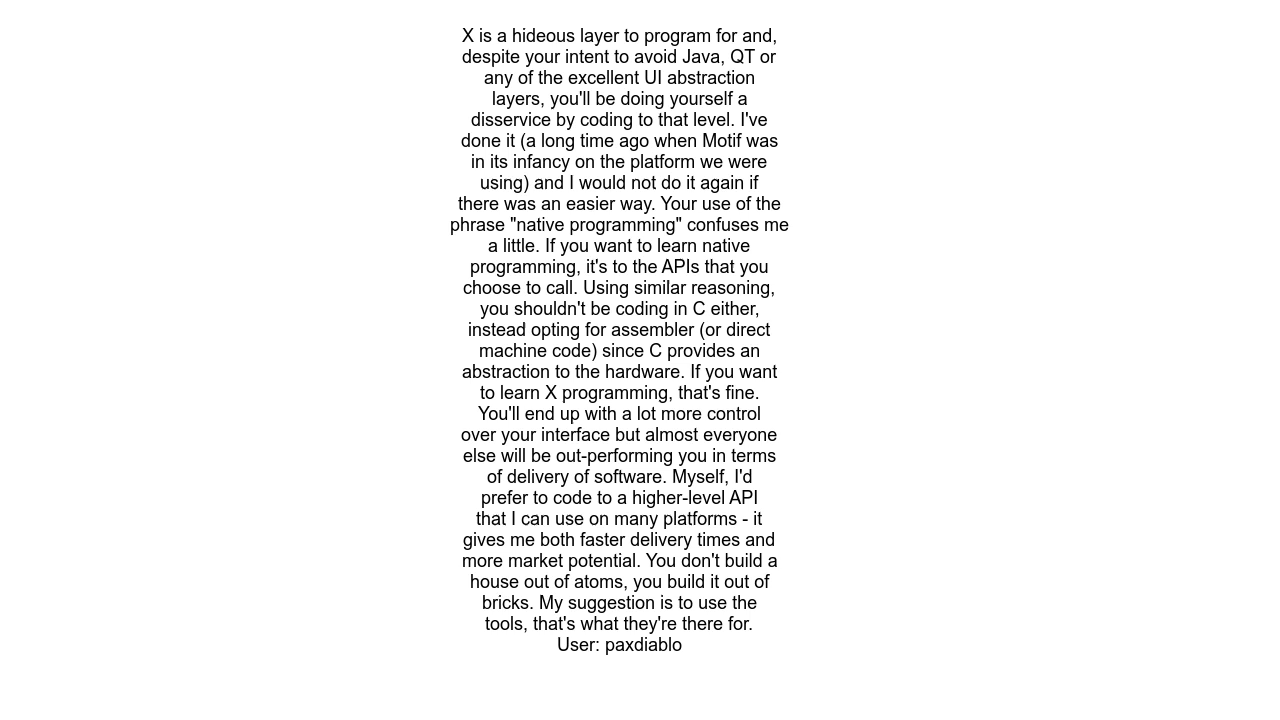 X is a hideous layer to program for and,
despite your intent to avoid Java, QT or
any of the excellent UI abstraction
layers, you'll be doing yourself a
disservice by coding to that level. I've
done it (a long time ago when Motif was
in its infancy on the platform we were
using) and I would not do it again if
there was an easier way. Your use of the
phrase "native programming" confuses me
a little. If you want to learn native
programming, it's to the APIs that you
choose to call. Using similar reasoning,
you shouldn't be coding in C either,
instead opting for assembler (or direct
machine code) since C provides an
abstraction to the hardware. If you want
to learn X programming, that's fine.
You'll end up with a lot more control
over your interface but almost everyone
else will be out-performing you in terms
of delivery of software. Myself, I'd
prefer to code to a higher-level API
that I can use on many platforms - it
gives me both faster delivery times and
more market potential. You don't build a
house out of atoms, you build it out of
bricks. My suggestion is to use the
tools, that's what they're there for.
User: paxdiablo